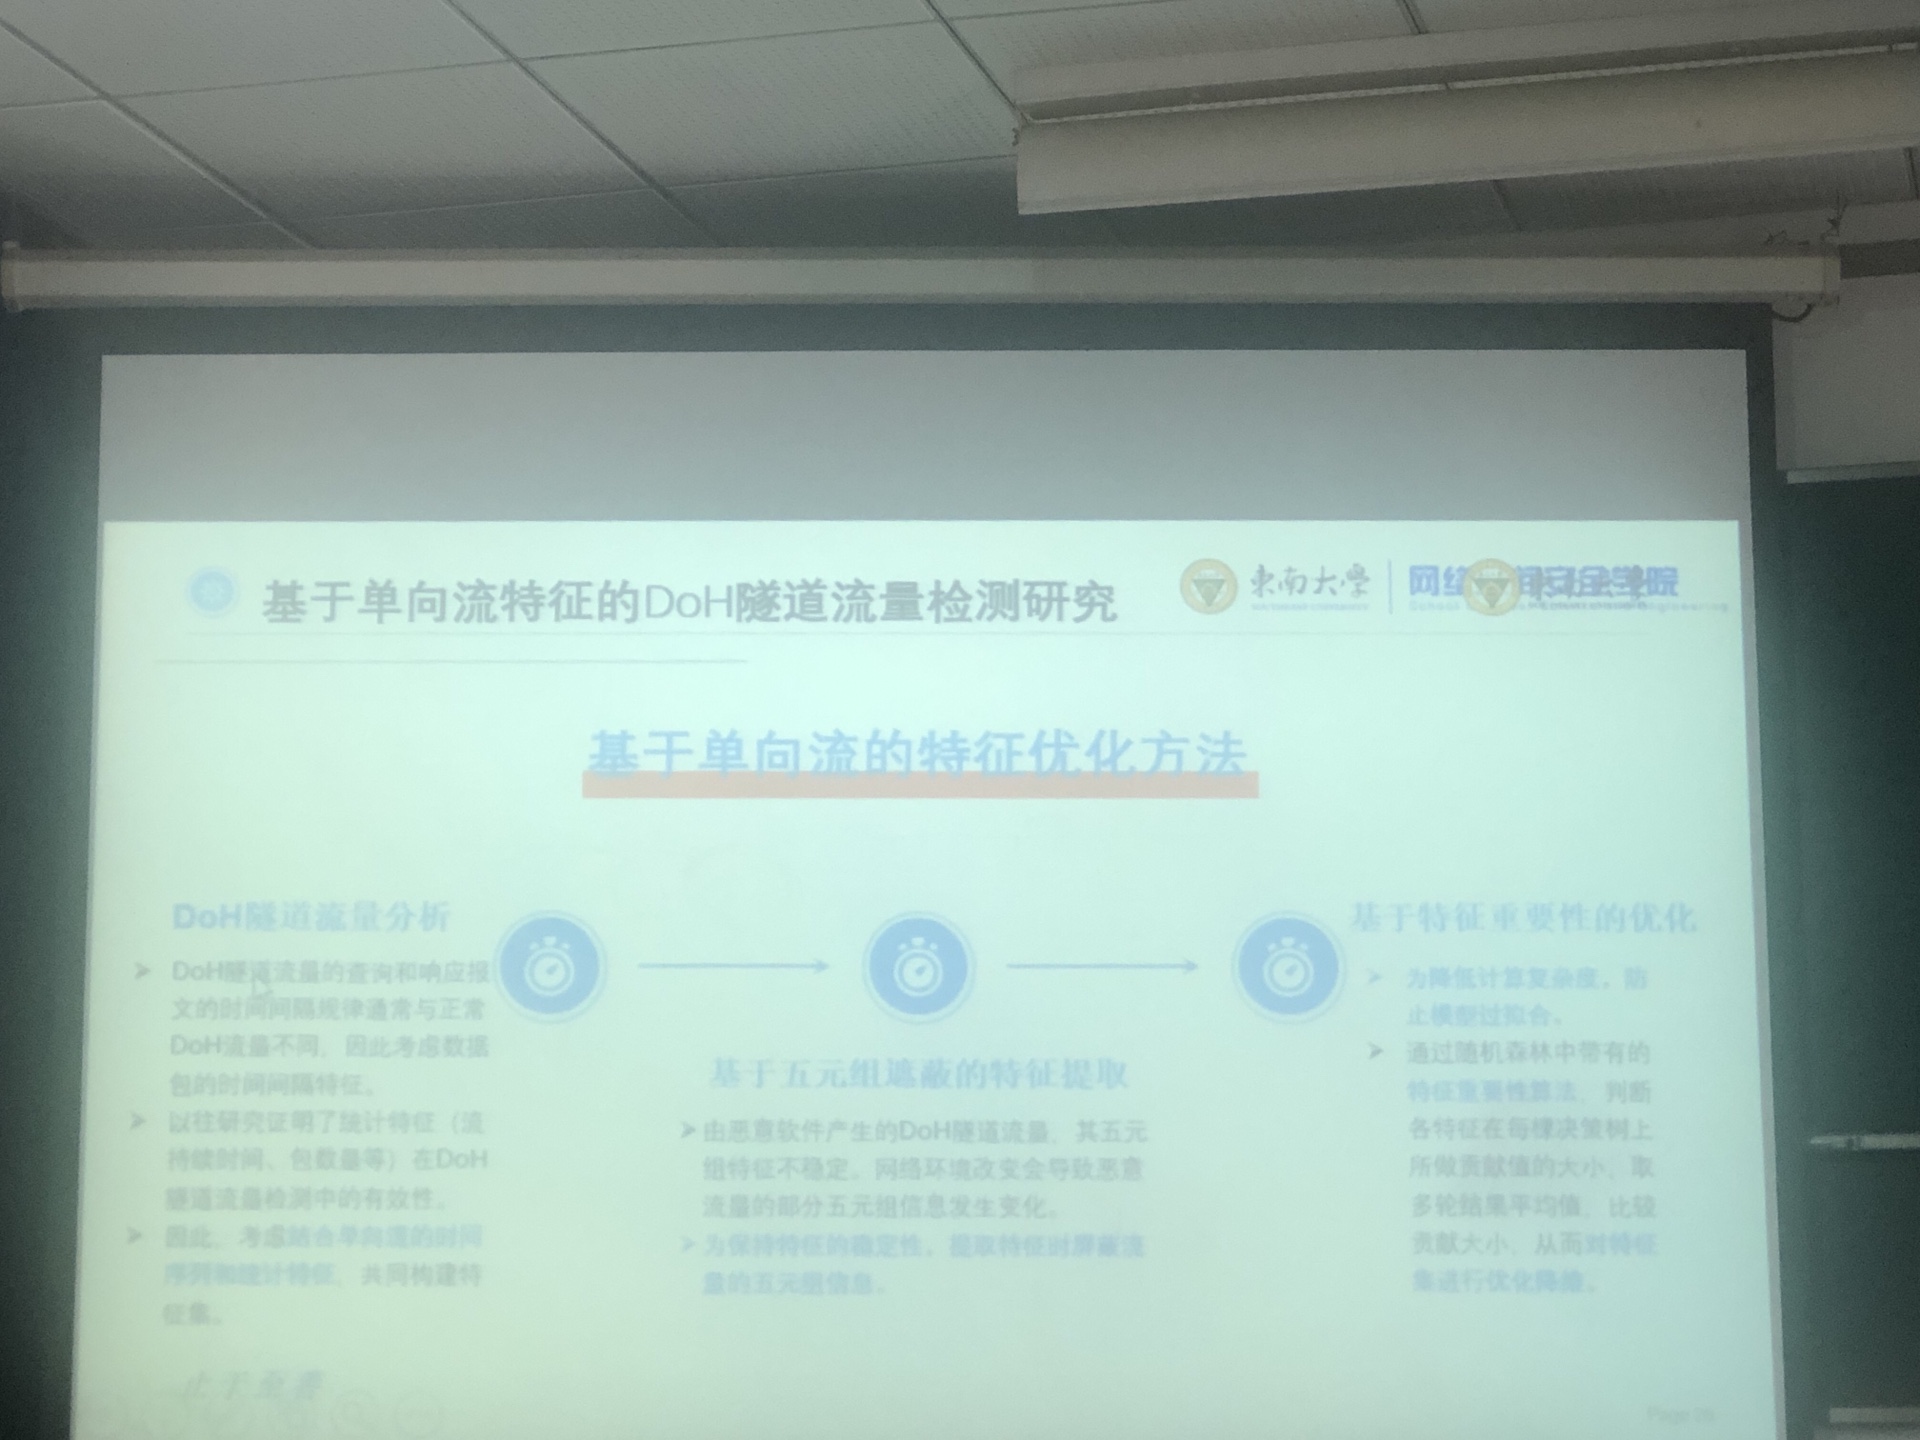 基于单向流特征的DoH隧道流量检测研究
东南大学
网络
学院
基于单向流的特征优化方法
DoH隧道流量分析
DoH隧道流量的查询和响应报
文的时间间隔规律通常与正常
DoH流量不同，因此考虑数据
包的时间间隔特征。
以往研究证明了统计特征（流
持续时间、包数量等）在DoH
隧道流量检测中的有效性。
因此，考虑结合单向流的时间
序列和统计特征，共同构建特
征集。
基于五元组遮蔽的特征提取
由恶意软件产生的DoH隧道流量，其五元
组特征不稳定。网络环境改变会导致恶意
流量的部分五元组信息发生变化。
为保持特征的稳定性，提取特征时屏蔽流
量的五元组信息。
基于特征重要性的优化
为降低计算复杂度，防
止模型过拟合。
通过随机森林中带有的
特征重要性算法，判断
各特征在每棵决策树上
所做贡献值的大小，取
多轮结果平均值，比较
贡献大小，从而对特征
集进行优化降维。
止于至善